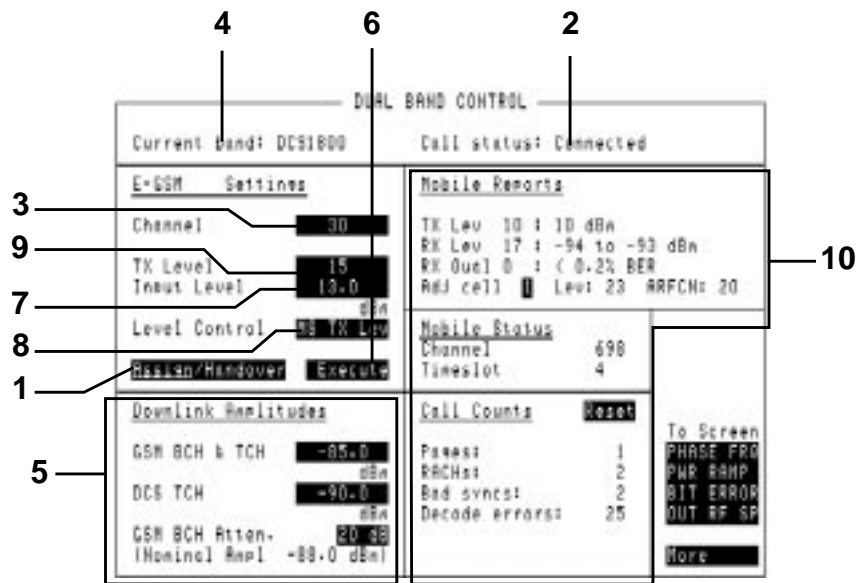 4 6 2
DUAL BAND CONTROL
Current band: DCS1800 Call status: Connected
E-GSM Settings
3 Channel 30
9 TX Level 15
7 Input Level 13.0
dBm
8 Level Control MS TX Lev
1 Assign/Handover Execute
5 Downlink Amplitudes
GSM BCH & TCH -85.0
dBm
DCS TCH -90.0
dBm
GSM BCH Atten. 20 dB
(Nominal Ampl -88.0 dBm)
Mobile Reports
TX Lev 10 : 10 dBm
RX Lev 17 : -94 to -93 dBm
RX Qual 0 : < 0.2% BER
Adj cell 1 Lev: 23 ARFCN: 20
10
Mobile Status
Channel 698
Timeslot 4
Call Counts Reset
Pages: 1
RACHs: 2
Bad syncs: 2
Decode errors: 25
To Screen
PHASE FRQ
PWR RAMP
BIT ERROR
OUT RF SP
More